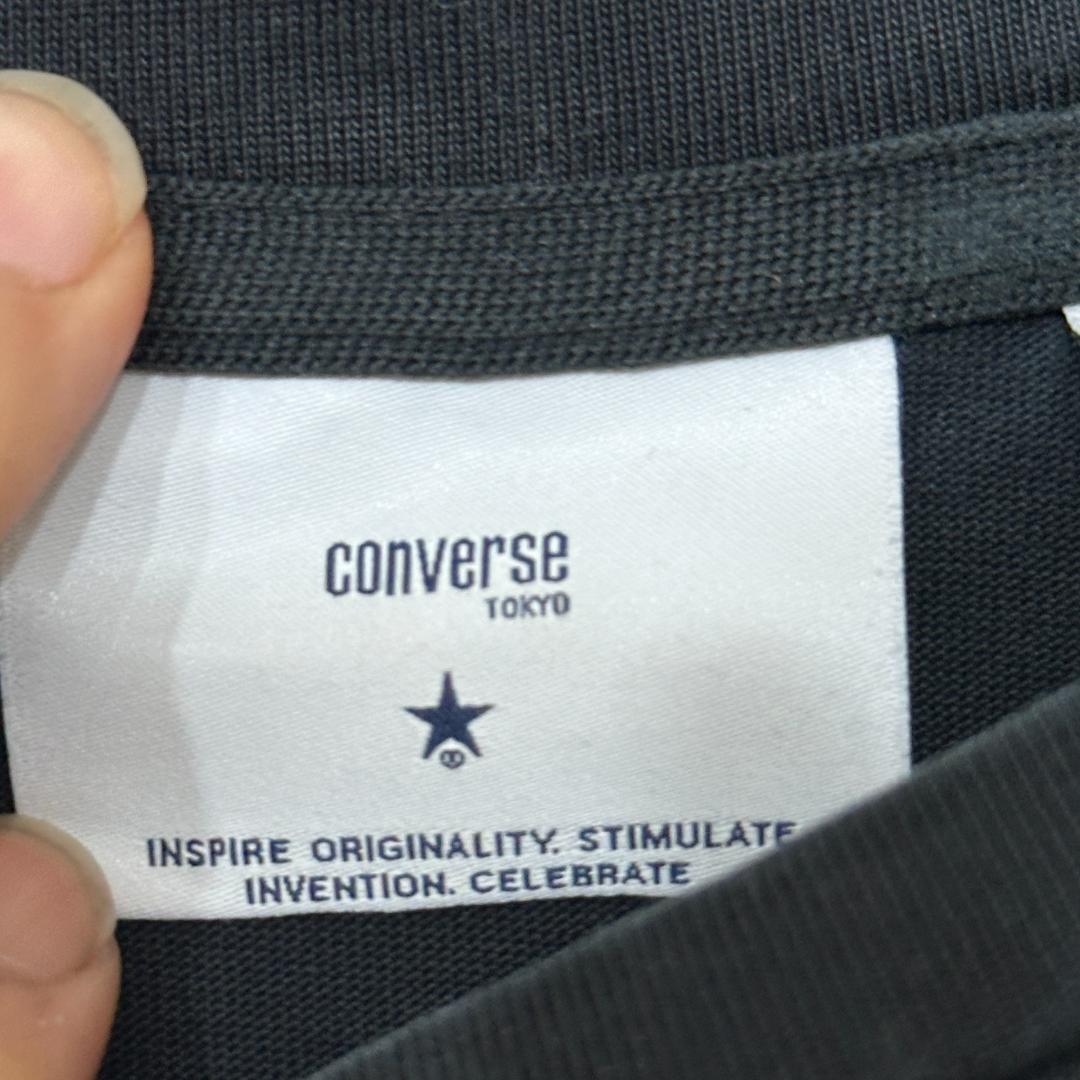 converse
TOKYO
INSPIRE ORIGINALITY. STIMULATE
INVENTION. CELEBRATE